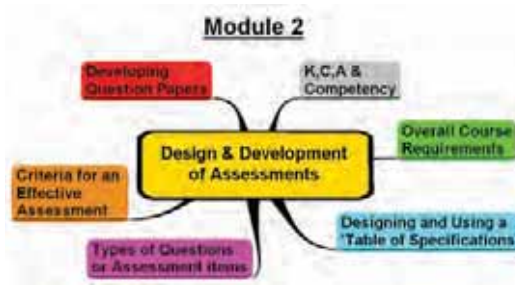 Module 2
Developing
Question Papers
K,C,A &
Competency
Overall Course
Requirements
Design & Development
of Assessments
Criteria for an
Effective
Assessment
Designing and Using a
'Table of Specifications
Types of Questions
or Assessment items